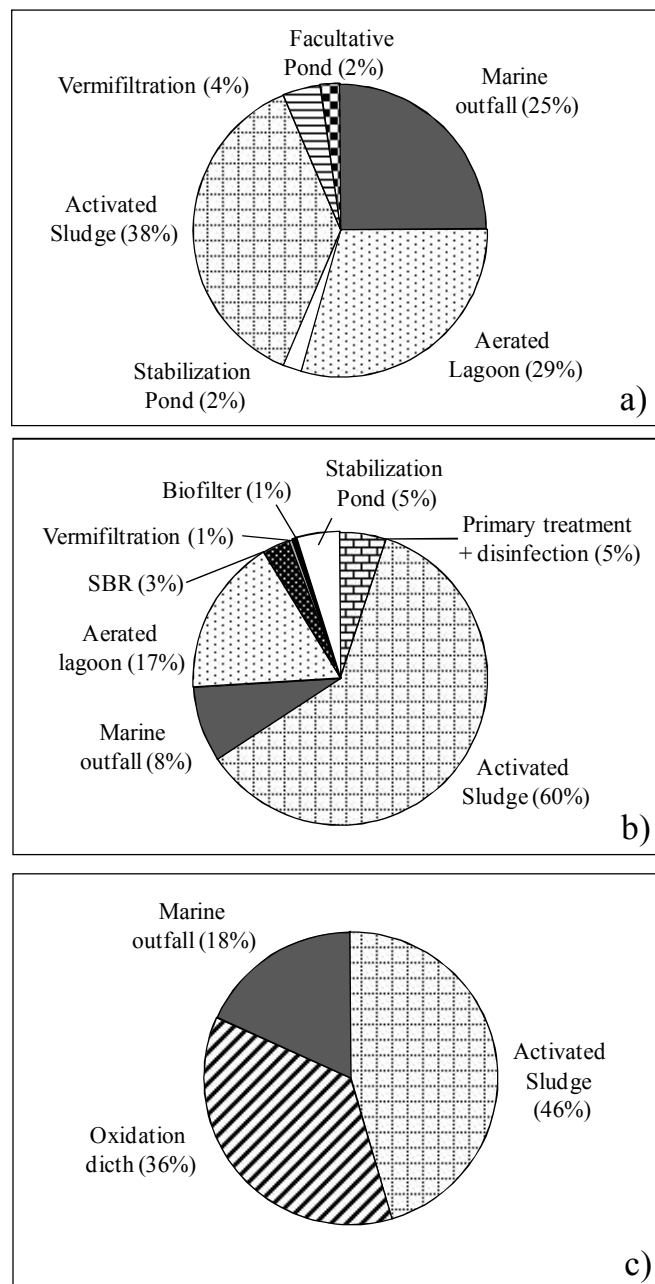 Facultative
Pond (2%)
Vermifiltration (4%)
Marine
outfall (25%)
Activated
Sludge (38%)
Stabilization
Pond (2%)
Aerated
Lagoon (29%)
a)
Stabilization
Pond (5%)
Biofilter (1%)
Vermifiltration (1%)
SBR (3%)
Primary treatment
+ disinfection (5%)
Aerated
lagoon (17%)
Marine
outfall (8%)
Activated
Sludge (60%)
b)
Marine
outfall (18%)
Activated
Sludge
(46%)
Oxidation
dicth (36%)
c)